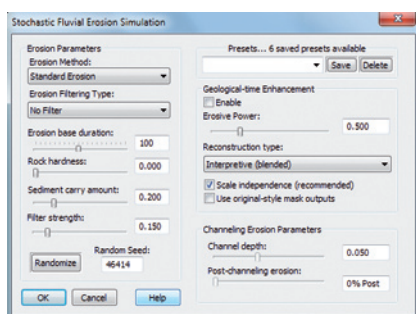 Stochastic Fluvial Erosion Simulation
Erosion Parameters
Erosion Method:
Standard Erosion
Erosion Filtering Type:
No Filter
Erosion base duration:
100
Rock hardness:
0.000
Sediment carry amount:
0.200
Filter strength:
0.150
Random Seed:
Randomize 46414
OK Cancel Help
Presets... 6 saved presets available
Save Delete
Geological-time Enhancement
Enable
Erosive Power:
0.500
Reconstruction type:
Interpretive (blended)
Scale independence (recommended)
Use original-style mask outputs
Channeling Erosion Parameters
Channel depth:
0.050
Post-channeling erosion:
0% Post